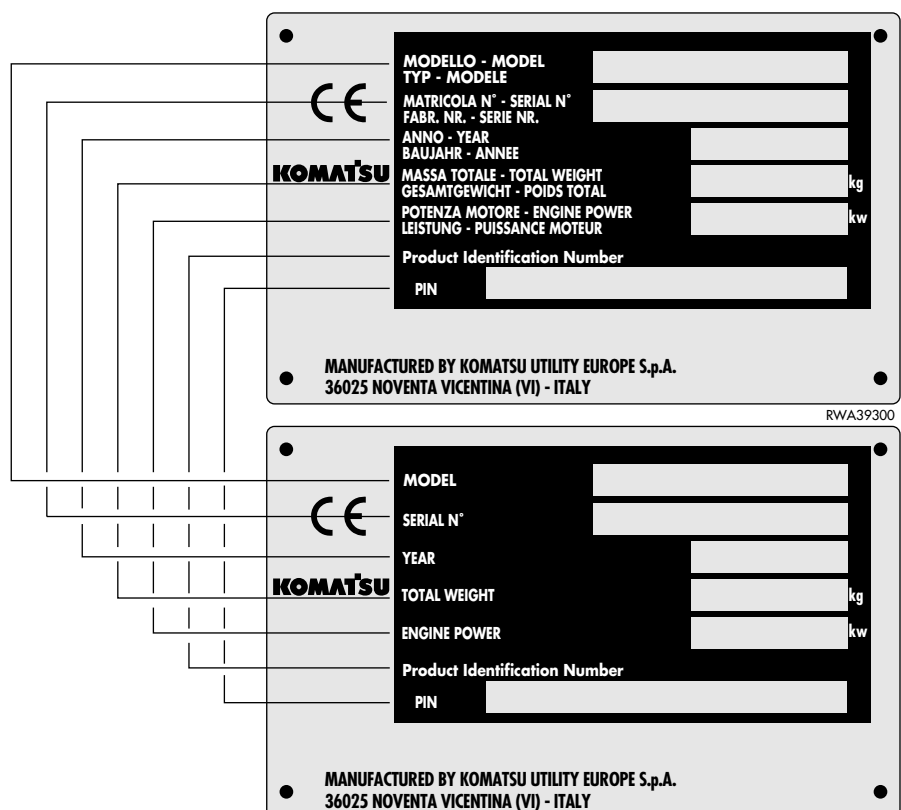 MODELLO - MODEL
TYP - MODELE
CE
MATRICOLA N° - SERIAL N°
FABR. NR. - SERIE NR.
ANNO - YEAR
BAUJAHR - ANNEE
KOMATSU
MASSA TOTALE - TOTAL WEIGHT
GESAMTGEWICHT - POIDS TOTAL
kg
POTENZA MOTORE - ENGINE POWER
LEISTUNG - PUISSANCE MOTEUR
kw
Product Identification Number
PIN
MANUFACTURED BY KOMATSU UTILITY EUROPE S.p.A.
36025 NOVENTA VICENTINA (VI) - ITALY
RWA39300
MODEL
CE
SERIAL N°
YEAR
KOMATSU
TOTAL WEIGHT
kg
ENGINE POWER
kw
Product Identification Number
PIN
MANUFACTURED BY KOMATSU UTILITY EUROPE S.p.A.
36025 NOVENTA VICENTINA (VI) - ITALY